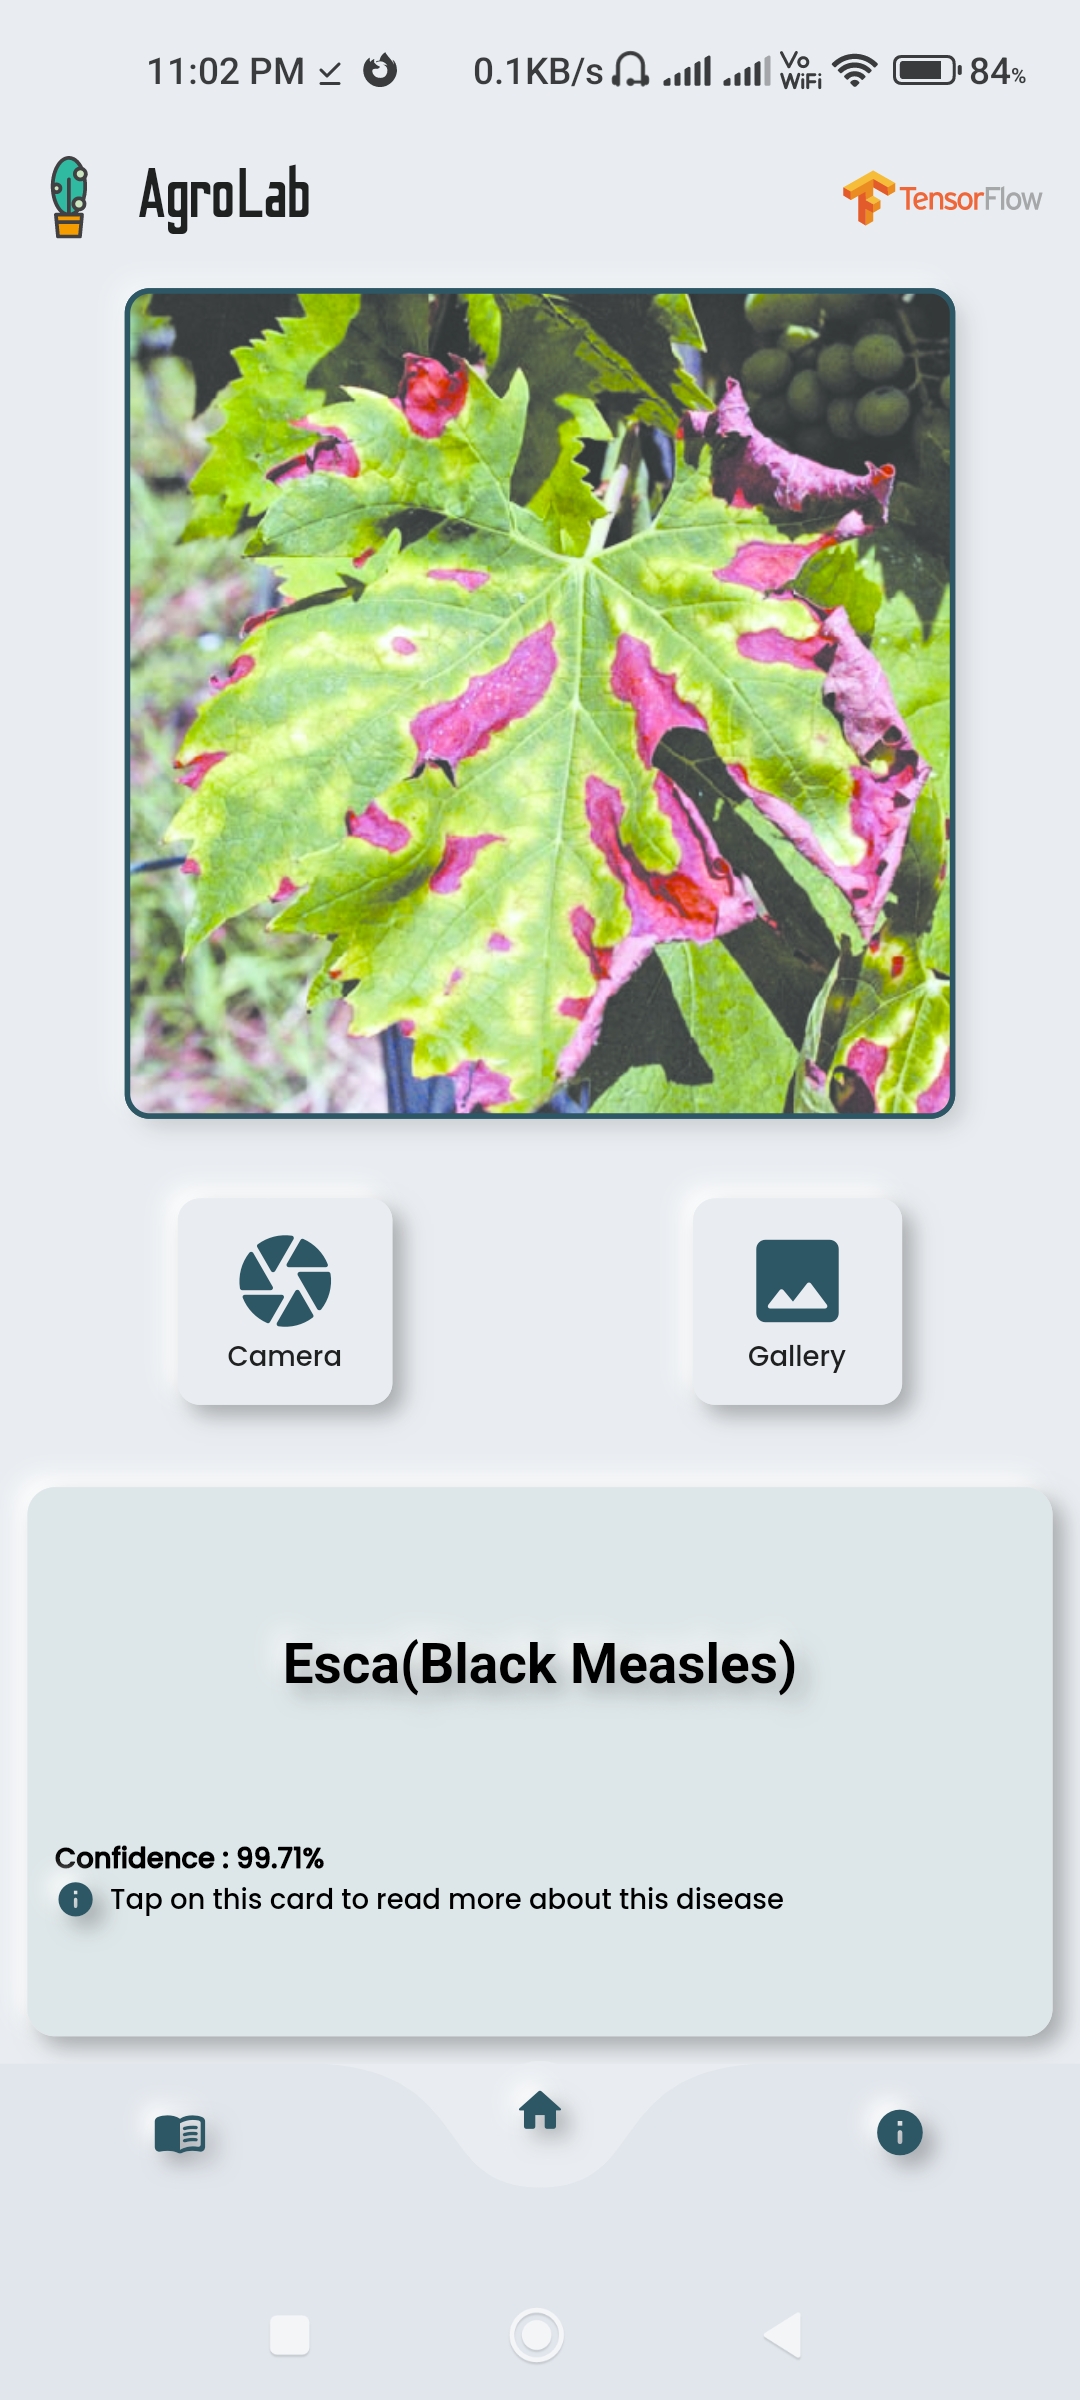 11:02 PM 0.1KB/s Vo WiFi 84%
AgroLab TensorFlow
Camera Gallery
Esca(Black Measles)
Confidence : 99.71%
Tap on this card to read more about this disease